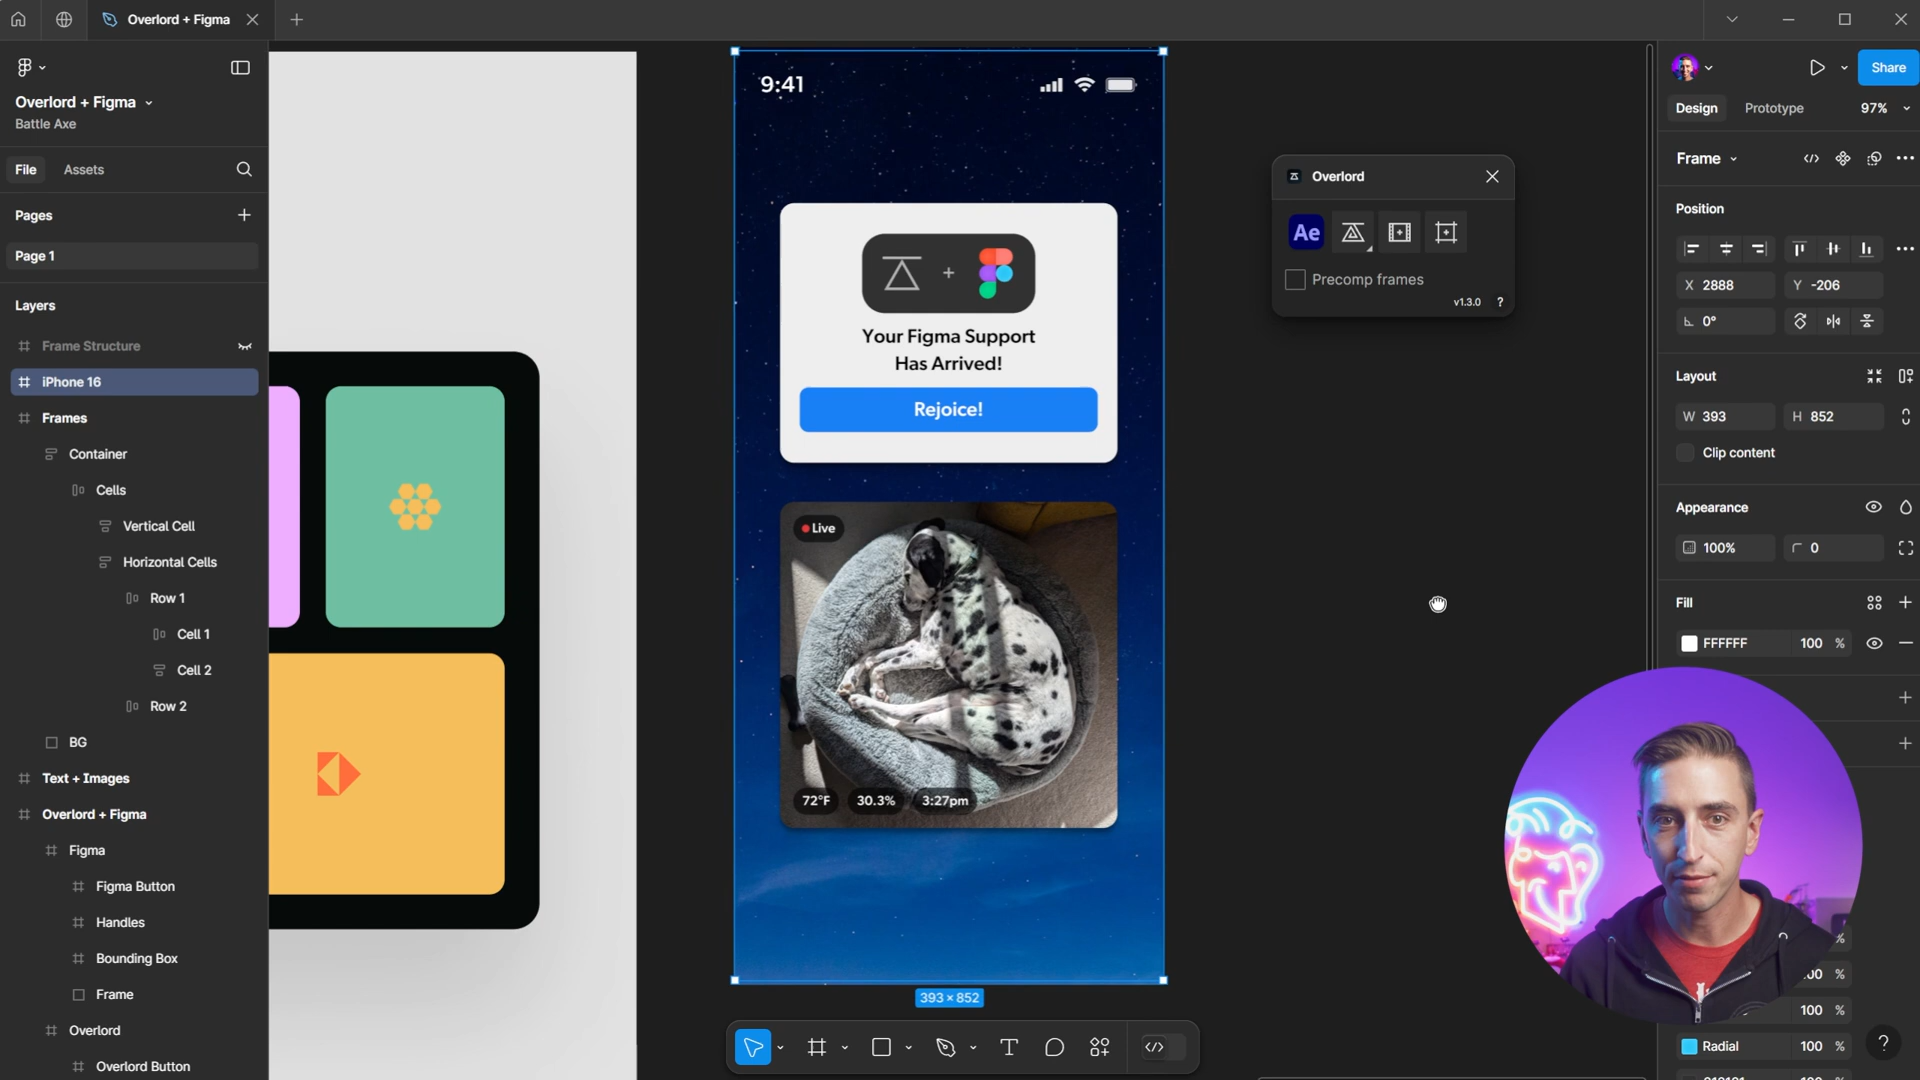 Overlord + Figma
Overlord + Figma
Battle Axe
File
Assets
Pages
Page 1
Layers
Frame Structure
iPhone 16
Frames
Container
Cells
Vertical Cell
Horizontal Cells
Row 1
Cell 1
Cell 2
Row 2
BG
Text + Images
Overlord + Figma
Figma
Figma Button
Handles
Bounding Box
Frame
Overlord
Overlord Button
9:41
+
Your Figma Support
Has Arrived!
Rejoice!
Live
72°F
30.3%
3:27pm
393 × 852
Overlord
Ae
Precomp frames
v1.3.0 ?
Share
Design
Prototype
97%
Frame
Position
X 2888
Y -206
0°
Layout
W 393
H 852
Clip content
Appearance
100%
0
Fill
FFFFFF 100 %
%
%
100 %
Radial 100 %
?